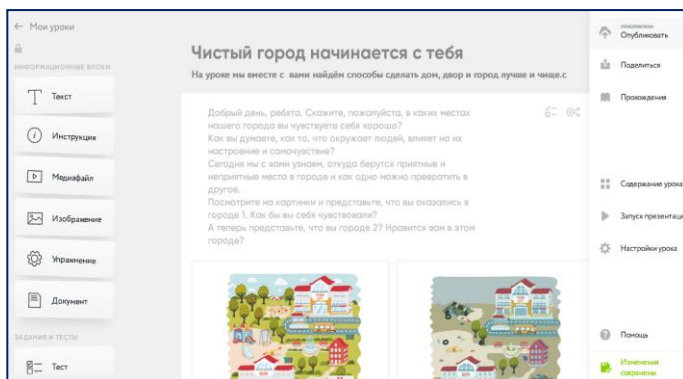 ← Мои уроки
ИНФОРМАЦИОННЫЕ БЛОКИ
Текст
Инструкция
Медиафайл
Изображение
Упражнение
Документ
ЗАДАНИЯ И ТЕСТЫ
Тест
Чистый город начинается с тебя
На уроке мы вместе с вами найдём способы сделать дом, двор и город лучше и чище.с
Добрый день, ребята. Скажите, пожалуйста, в каких местах
нашего города вы чувствуете себя хорошо?
Как вы думаете, как то, что окружает людей, влияет на их
настроение и самочувствие?
Сегодня мы с вами узнаем, откуда берутся приятные и
неприятные места в городе и как одно можно превратить в
другое.
Посмотрите на картинки и представьте, что вы оказались в
городе 1. Как бы вы себя чувствовали?
А теперь представьте, что вы городе 2? Нравится вам в этом
городе?
Опубликовать
Поделиться
Прохождения
Содержание урока
Запуск презентаци
Настройки урока
Помощь
Изменения
сохранены